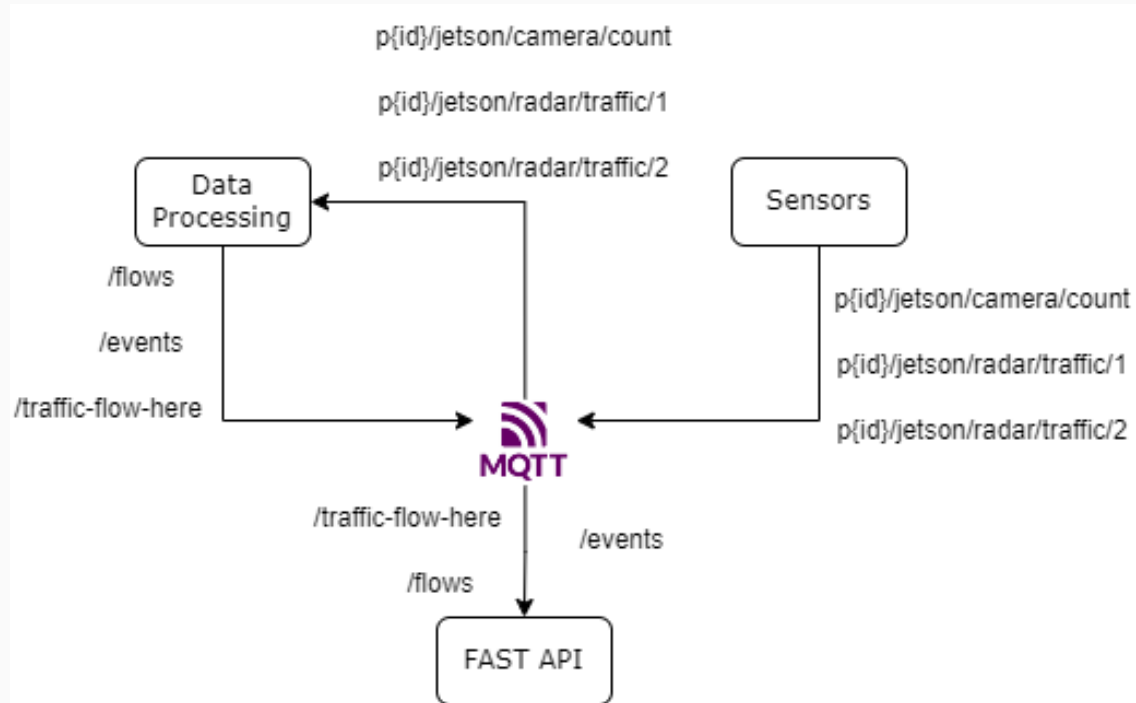 p{id}/jetson/camera/count
p{id}/jetson/radar/traffic/1
p{id}/jetson/radar/traffic/2
Data
Processing
Sensors
/flows
/events
/traffic-flow-here
p{id}/jetson/camera/count
p{id}/jetson/radar/traffic/1
p{id}/jetson/radar/traffic/2
MQTT
/traffic-flow-here
/events
/flows
FAST API